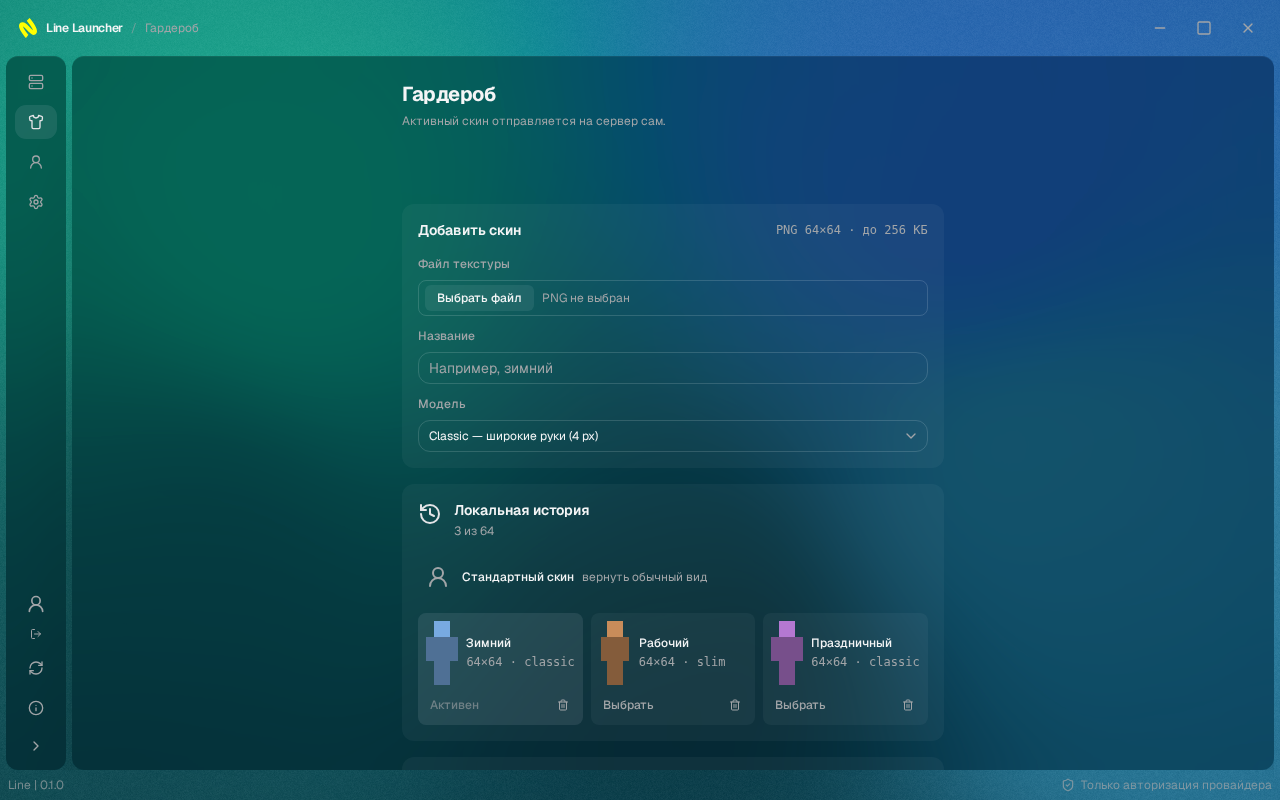 Line Launcher / Гардероб
Гардероб
Активный скин отправляется на сервер сам.
Добавить скин
PNG 64×64 · до 256 КБ
Файл текстуры
Выбрать файл
PNG не выбран
Название
Например, зимний
Модель
Classic — широкие руки (4 px)
Локальная история
3 из 64
Стандартный скин вернуть обычный вид
Зимний
64×64 · classic
Активен
Рабочий
64×64 · slim
Выбрать
Праздничный
64×64 · classic
Выбрать
Line | 0.1.0
Только авторизация провайдера